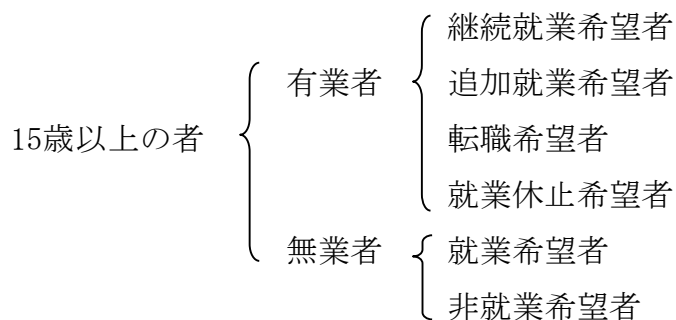 15歳以上の者
有業者
継続就業希望者
追加就業希望者
転職希望者
就業休止希望者
無業者
就業希望者
非就業希望者